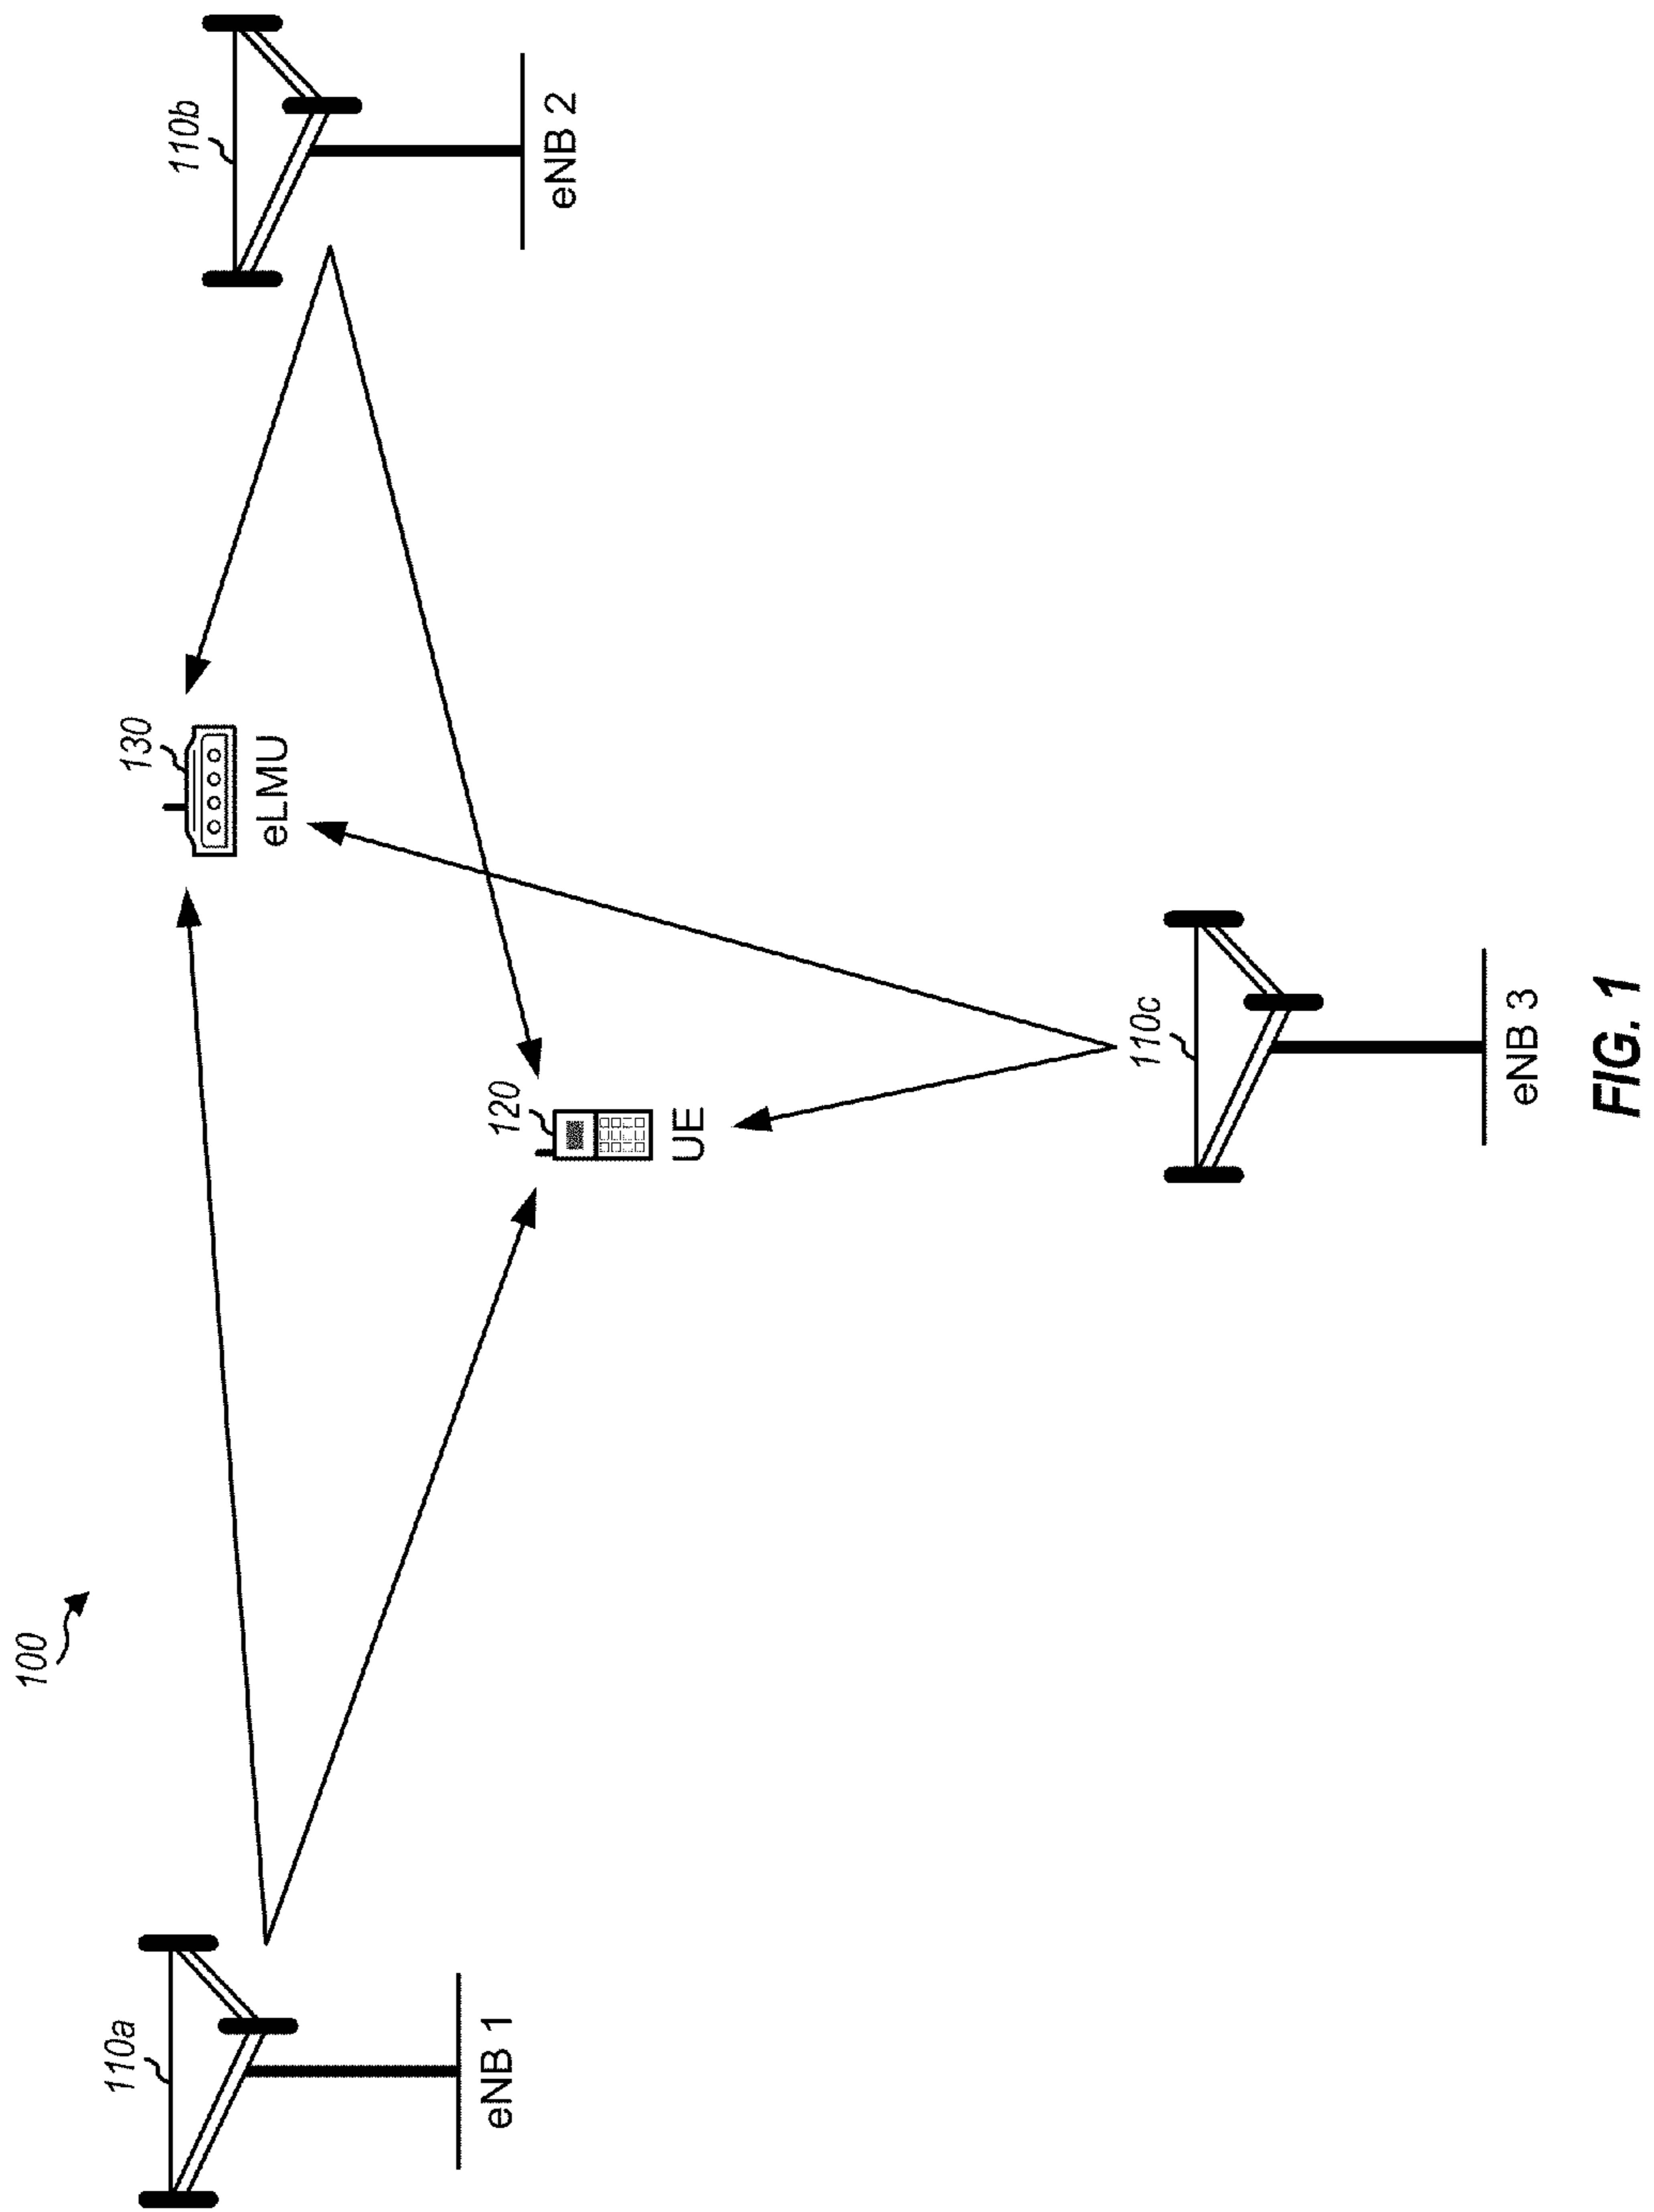 100
110a
eNB 1
130
eLMU
110b
eNB 2
120
UE
110c
eNB 3
FIG. 1